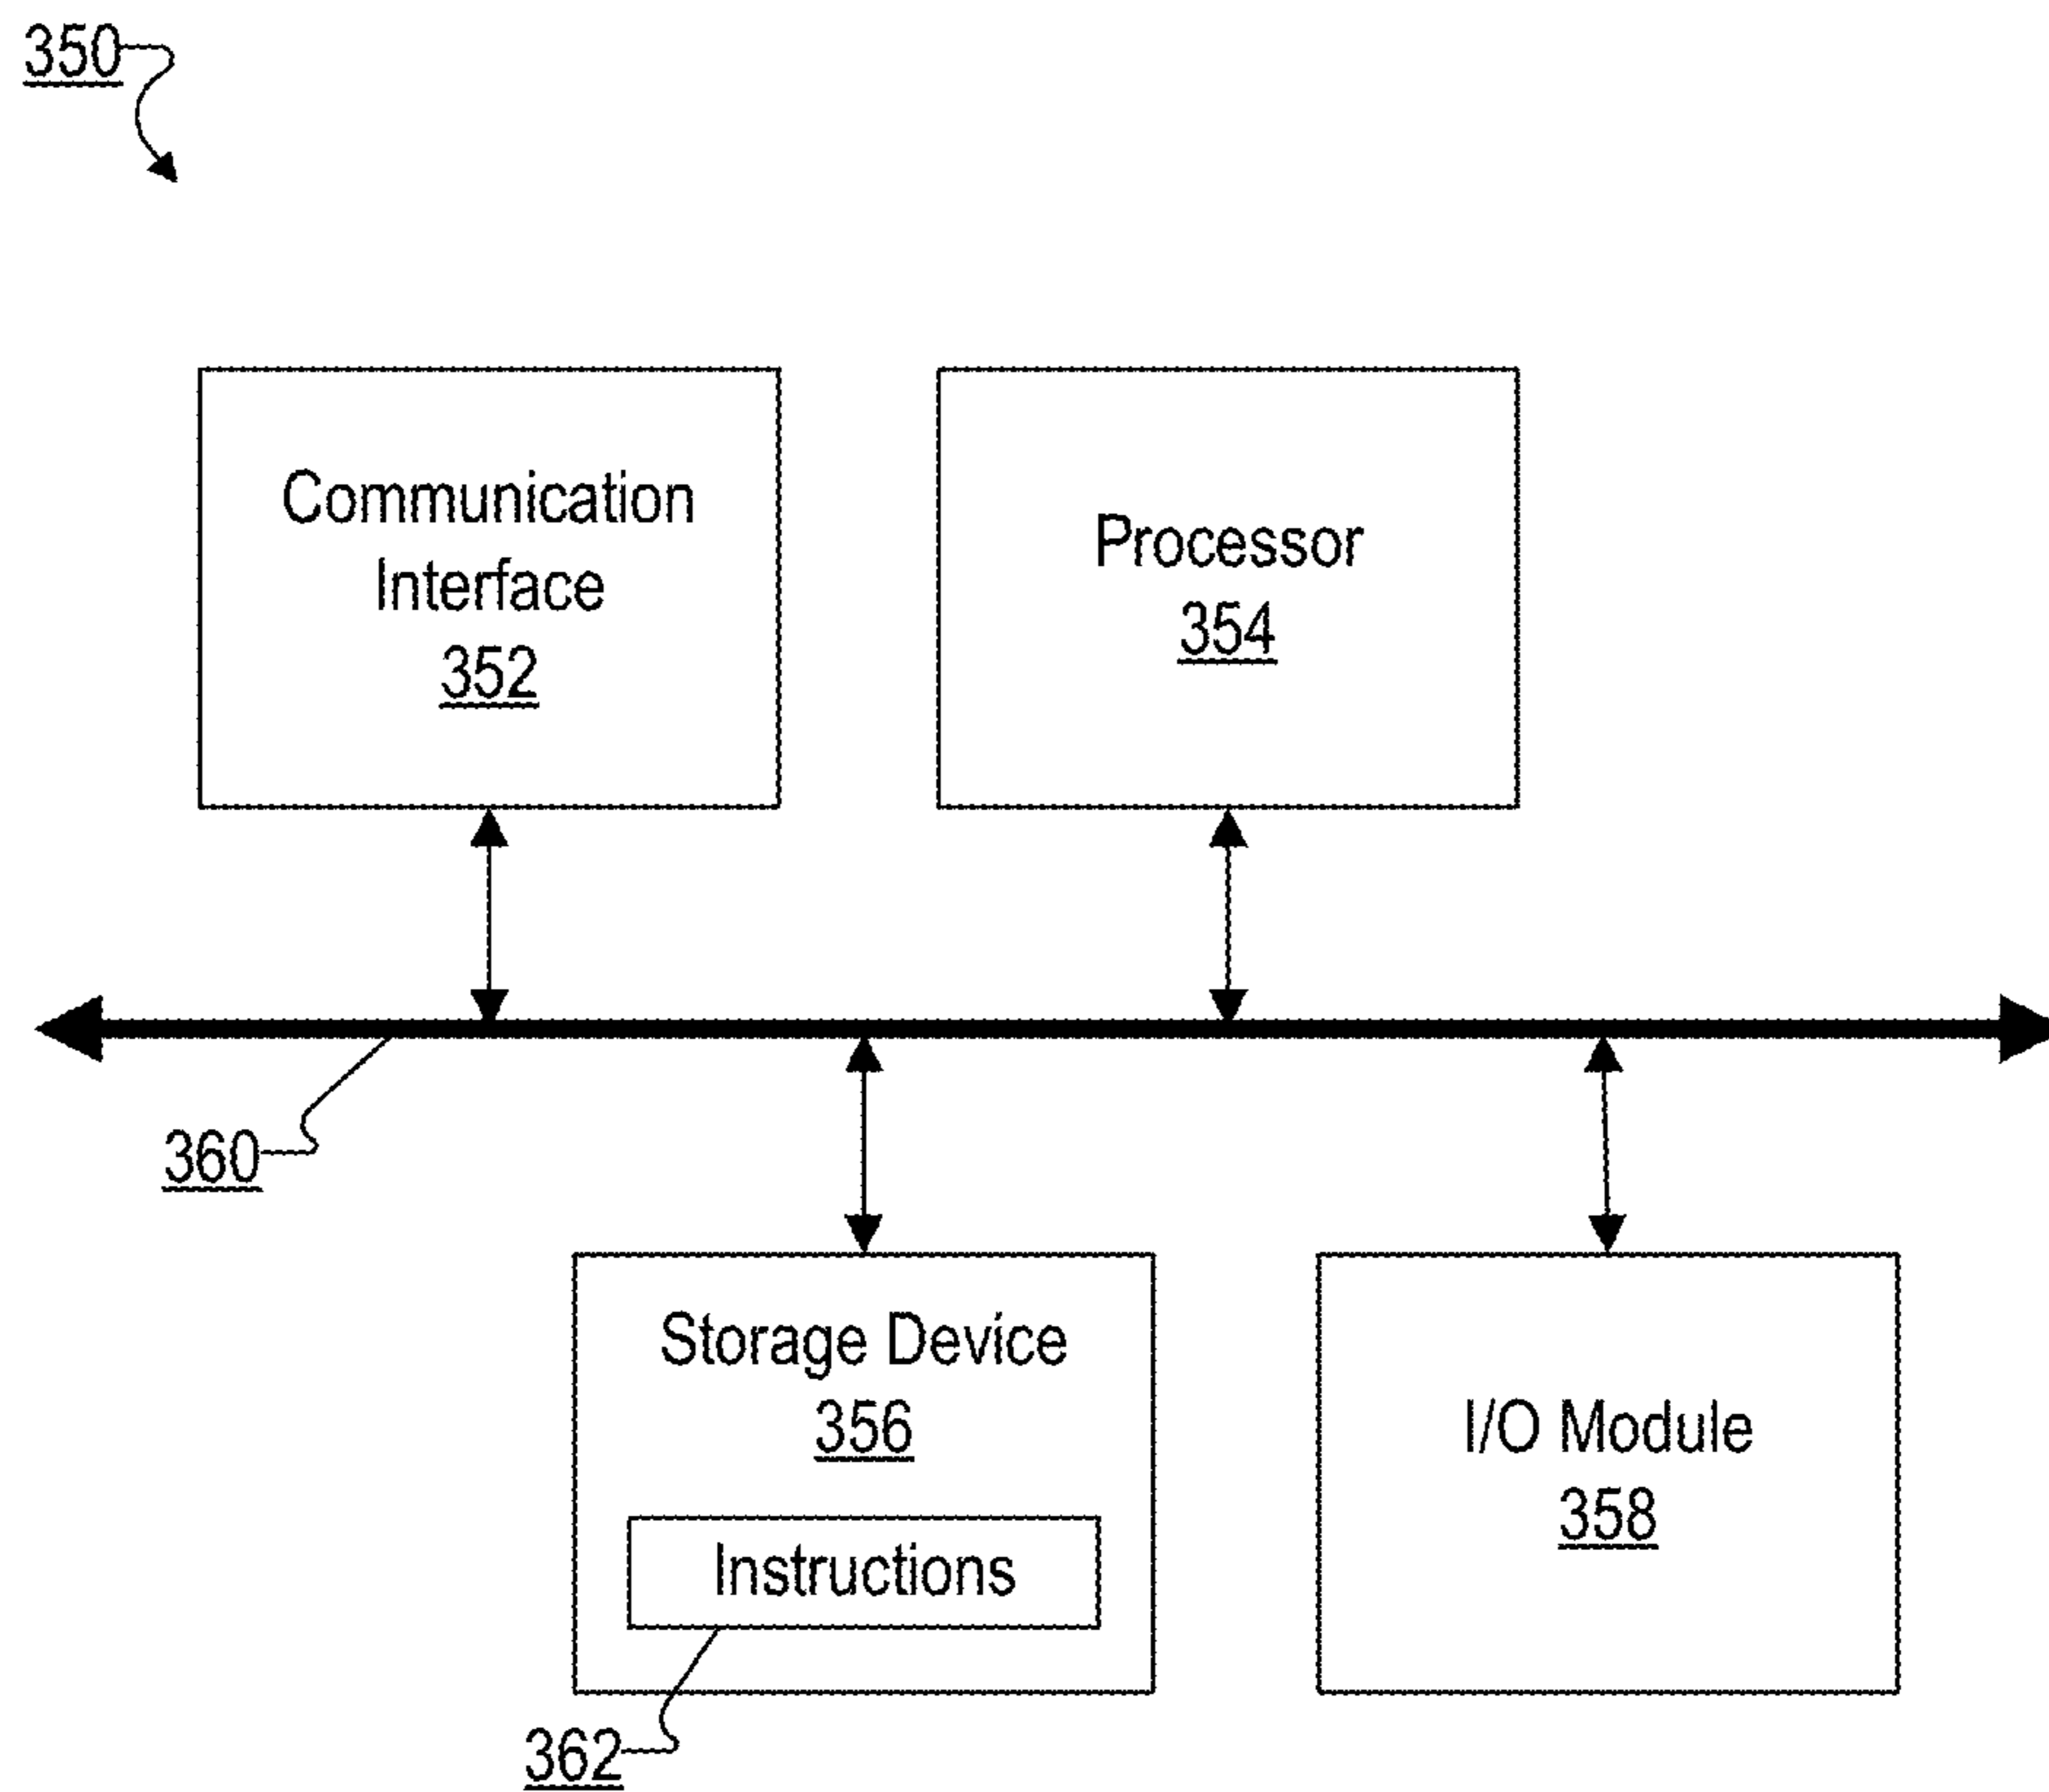 350
Communication
Interface
352
Processor
354
360
Storage Device
356
Instructions
362
I/O Module
358